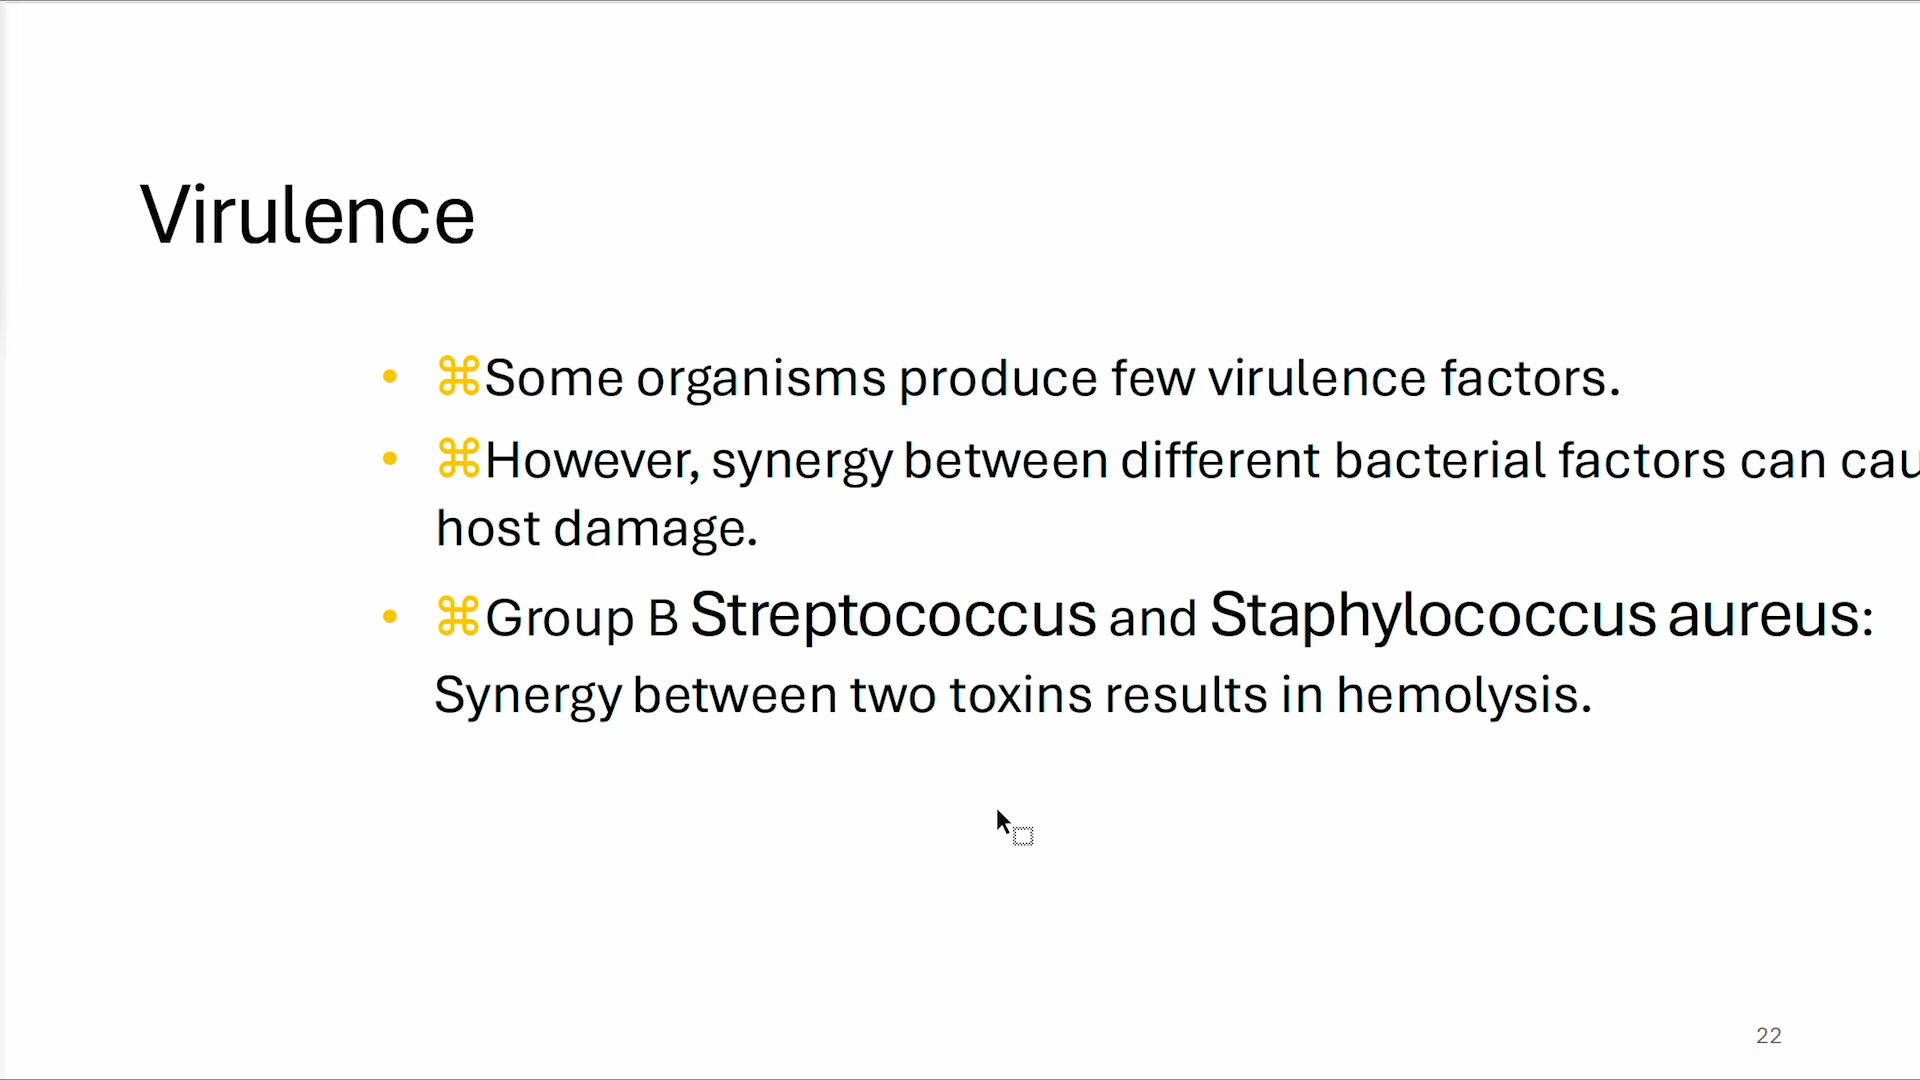 Virulence
• ⌘Some organisms produce few virulence factors.
• ⌘However, synergy between different bacterial factors can
host damage.
• ⌘Group B Streptococcus and Staphylococcus aureus:
Synergy between two toxins results in hemolysis.
22